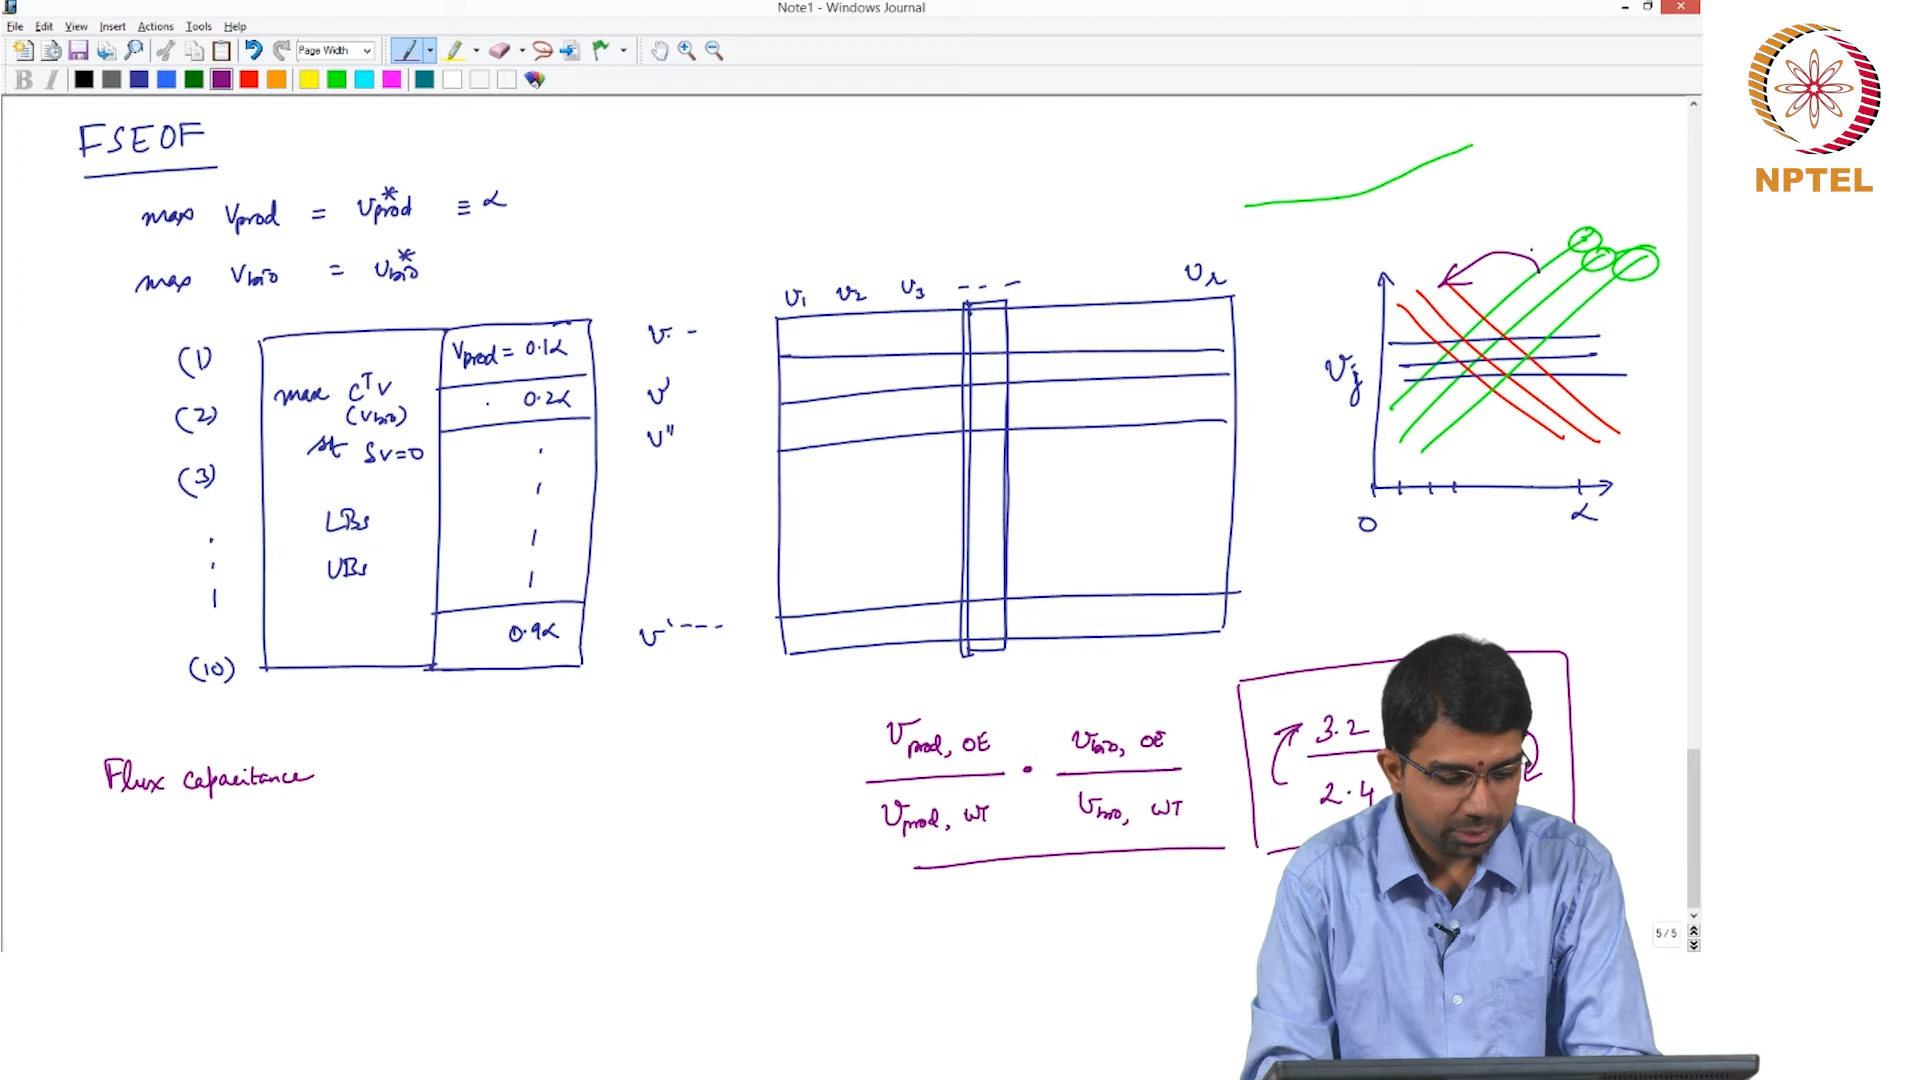 Note1 - Windows Journal
File Edit View Insert Actions Tools Help
Page Width
B I
NPTEL
FSEOF
max vprod = v*prod ≡ α
max vbio = v*bio
v1 v2 v3 - - - vr
(1)
vprod = 0.1α
v. -
max cTv
(2)
0.2α
v'
(vbio)
st Sv=0
v''
(3)
LBs
UBs
0.9α
v' - - -
(10)
vj
0
α
Flux capacitance
vprod, OE
vprod, WT
.
vbio, OE
vbio, WT
3.2
2.4
5 / 5